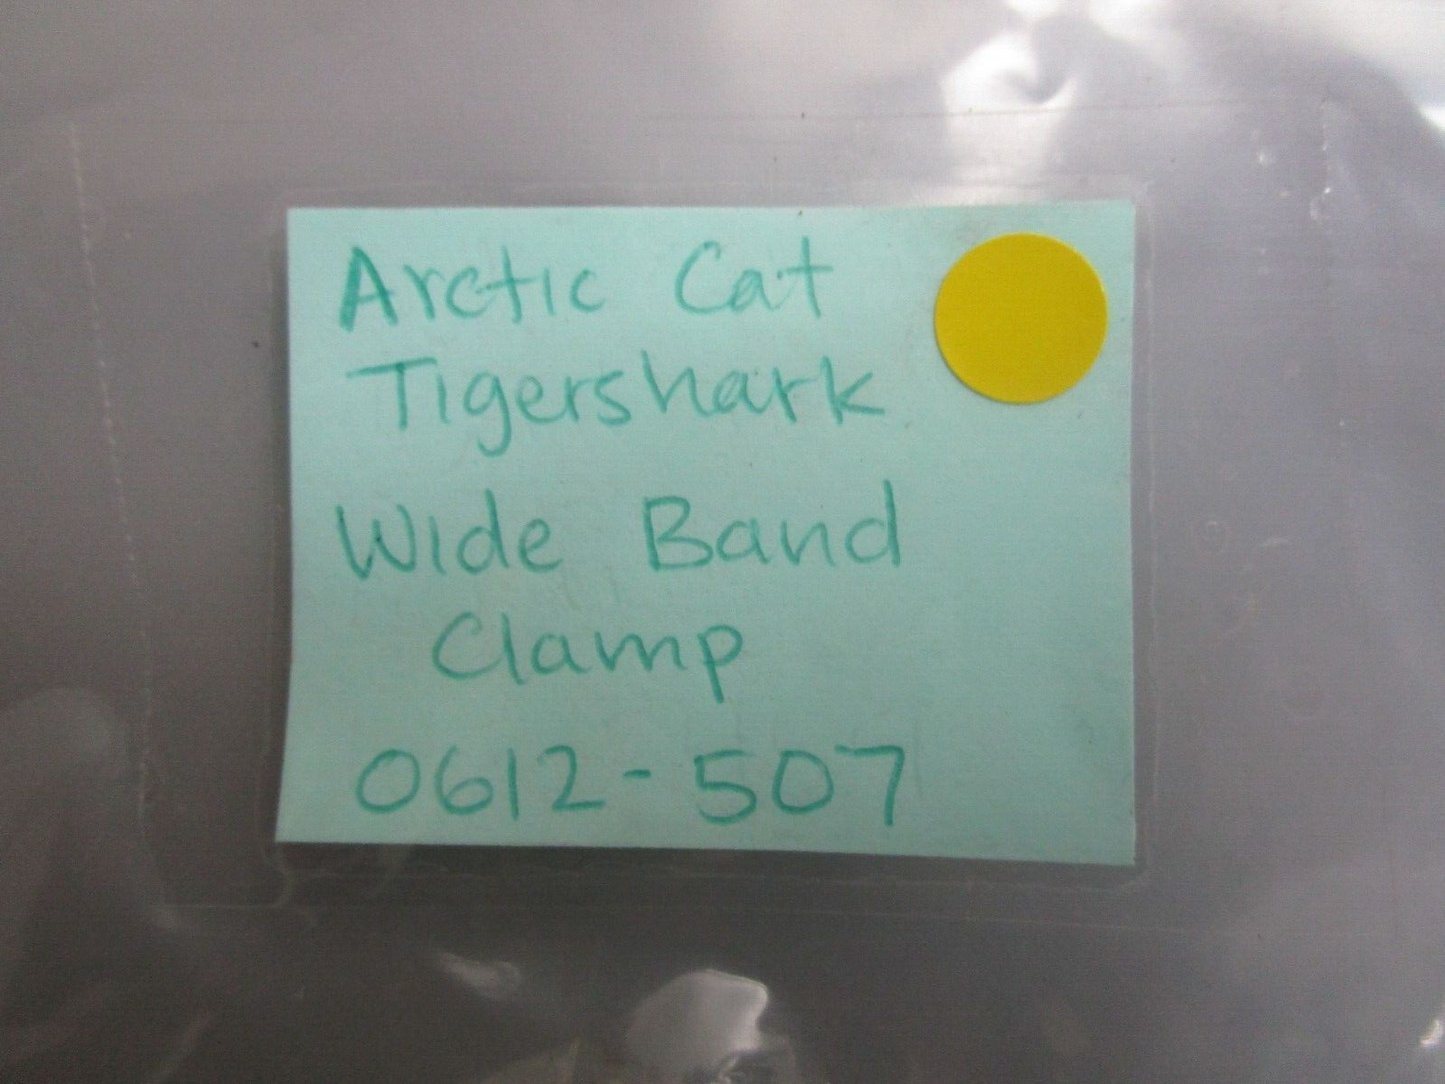 Arctic Cat
Tigershark
Wide Band
Clamp
0612-507